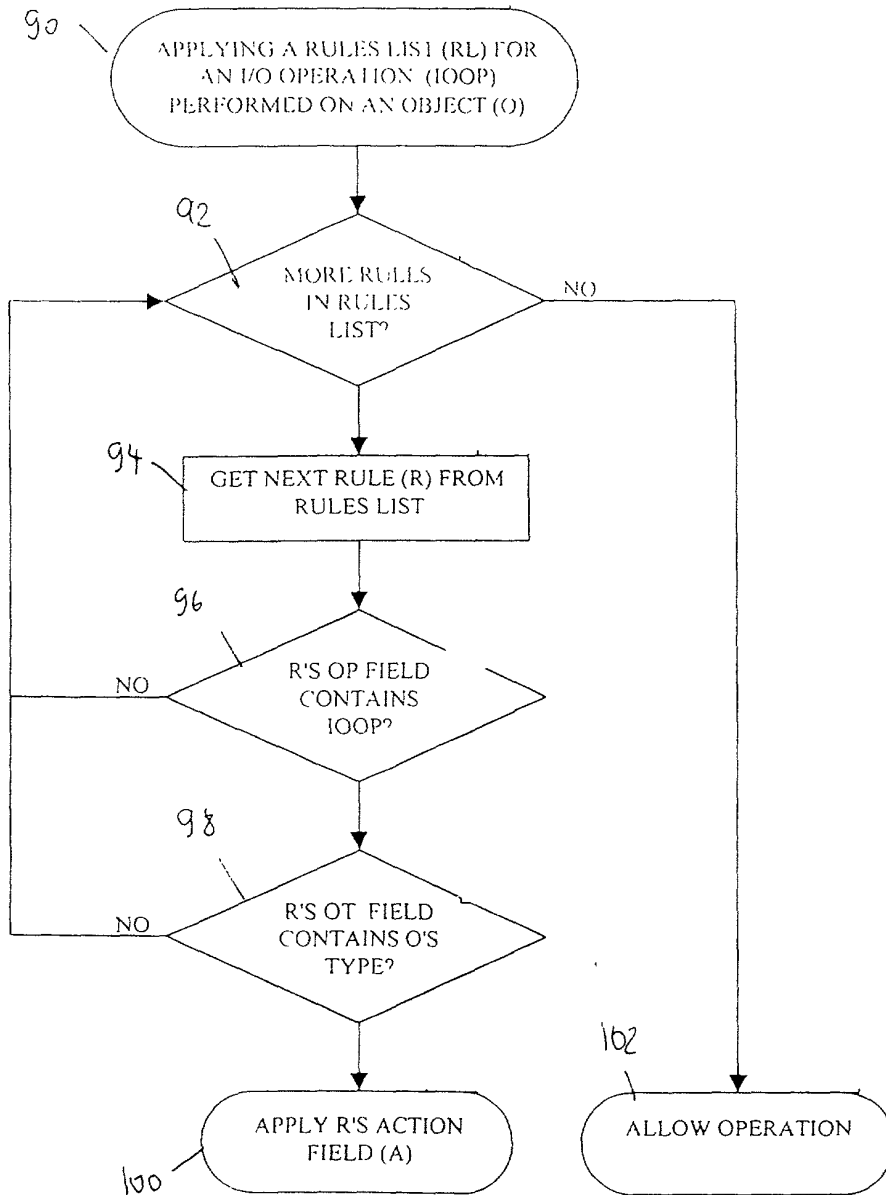 90
APPLYING A RULES LIST (RL) FOR
AN I/O OPERATION (IOOP)
PERFORMED ON AN OBJECT (O)
92
MORE RULES
IN RULES
LIST?
NO
94
GET NEXT RULE (R) FROM
RULES LIST
96
R'S OP FIELD
CONTAINS
IOOP?
NO
98
R'S OT FIELD
CONTAINS O'S
TYPE?
NO
100
APPLY R'S ACTION
FIELD (A)
102
ALLOW OPERATION